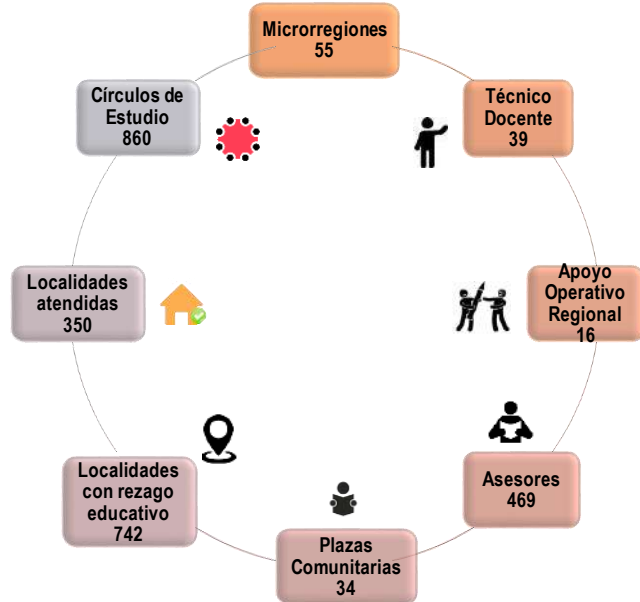 Microrregiones
55
Técnico
Docente
39
Apoyo
Operativo
Regional
16
Asesores
469
Plazas
Comunitarias
34
Localidades
con rezago
educativo
742
Localidades
atendidas
350
Círculos de
Estudio
860